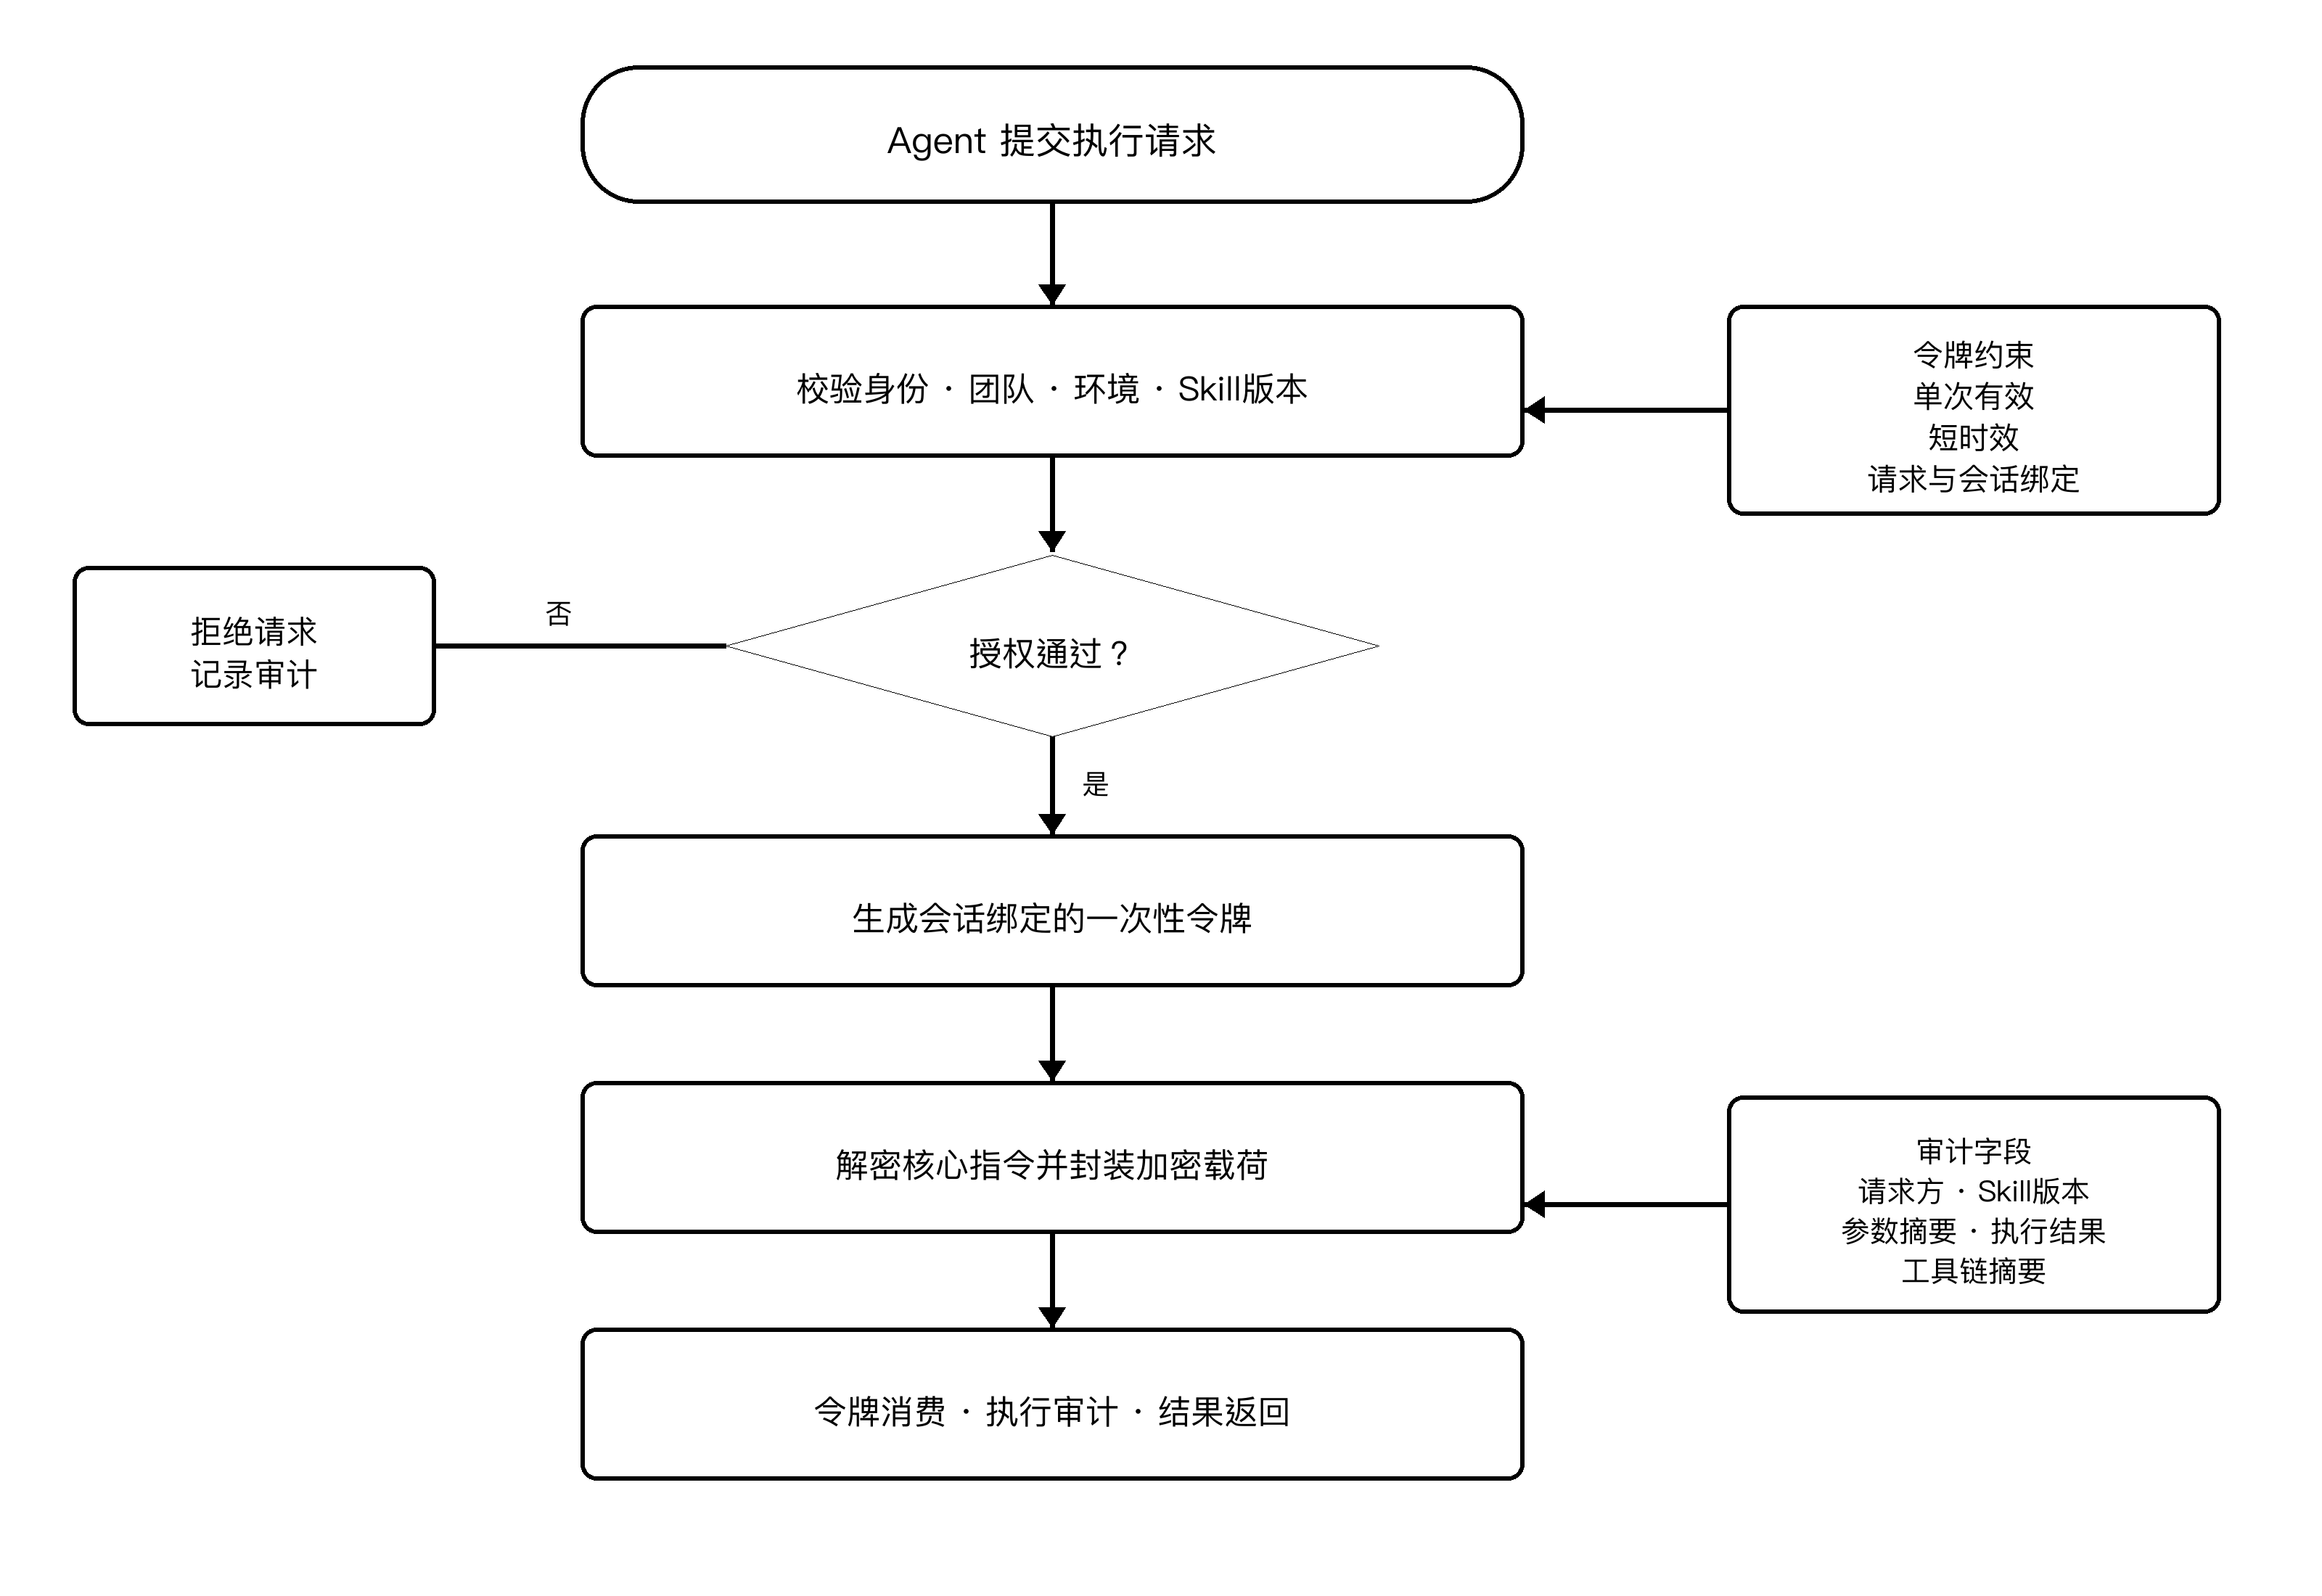 Agent 提交执行请求
校验身份 · 团队 · 环境 · Skill版本
令牌约束
单次有效
短时效
请求与会话绑定
否
拒绝请求
记录审计
授权通过？
是
生成会话绑定的一次性令牌
解密核心指令并封装加密载荷
审计字段
请求方 · Skill版本
参数摘要 · 执行结果
工具链摘要
令牌消费 · 执行审计 · 结果返回